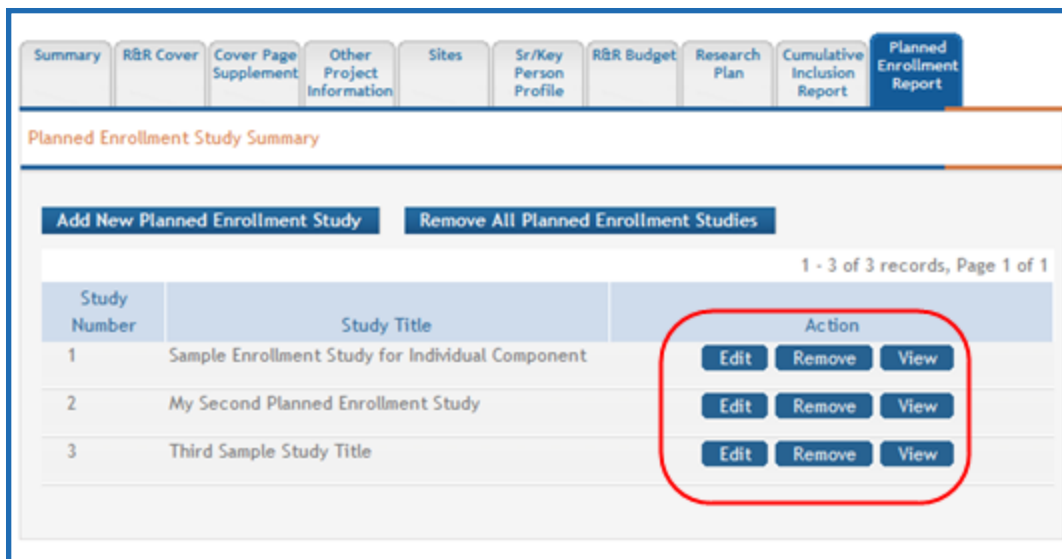 Summary
R&R Cover
Cover Page
Supplement
Other
Project
Information
Sites
Sr/Key
Person
Profile
R&R Budget
Research
Plan
Cumulative
Inclusion
Report
Planned
Enrollment
Report
Planned Enrollment Study Summary
Add New Planned Enrollment Study Remove All Planned Enrollment Studies
1 - 3 of 3 records, Page 1 of 1
Study
Number
Study Title
Action
1 Sample Enrollment Study for Individual Component Edit Remove View
2 My Second Planned Enrollment Study Edit Remove View
3 Third Sample Study Title Edit Remove View